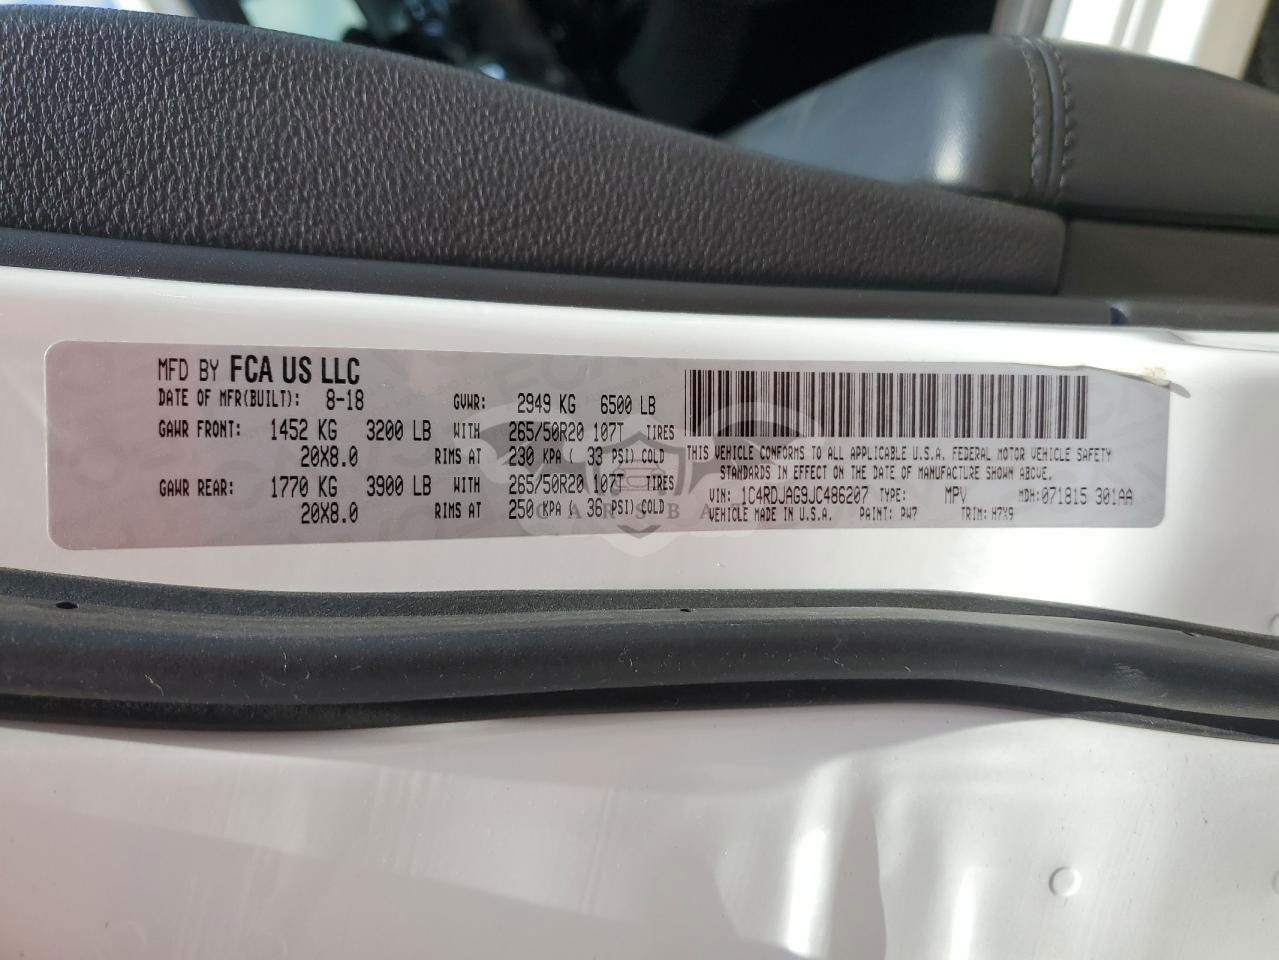 MFD BY FCA US LLC
DATE OF MFR(BUILT): 8-18 GVWR: 2949 KG 6500 LB
GAWR FRONT: 1452 KG 3200 LB WITH 265/50R20 107T TIRES
20X8.0 RIMS AT 230 KPA ( 33 PSI) COLD
GAWR REAR: 1770 KG 3900 LB WITH 265/50R20 107T TIRES
20X8.0 RIMS AT 250 KPA ( 36 PSI) COLD
THIS VEHICLE CONFORMS TO ALL APPLICABLE U.S.A. FEDERAL MOTOR VEHICLE SAFETY
STANDARDS IN EFFECT ON THE DATE OF MANUFACTURE SHOWN ABOVE.
VIN: 1C4RDJAG9JC486207 TYPE: MPV MDH:071815 301AA
VEHICLE MADE IN U.S.A. PAINT: PW7 TRIM: H7X9